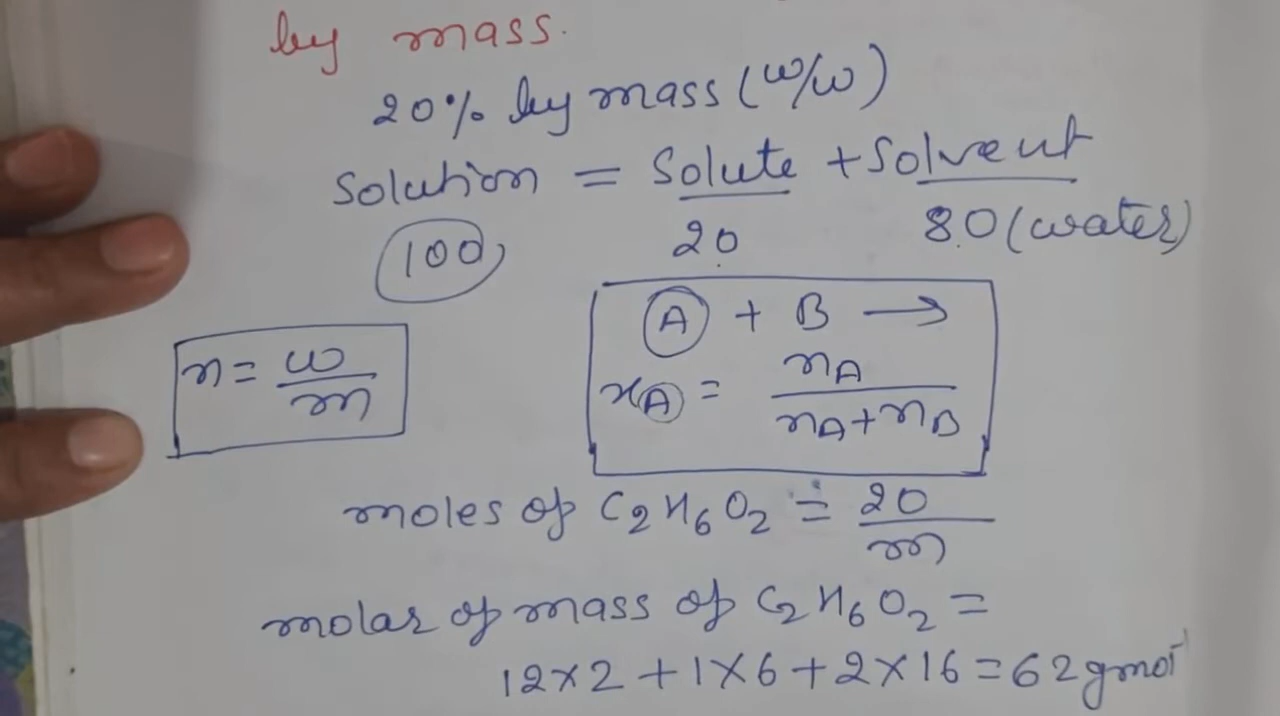 by mass.
20% by mass (w/w)
Solution = Solute + Solvent
100 20 80 (water)
A + B →
n = w/m
xA = nA/nA+nB
moles of C2H6O2 = 20/m
molar of mass of C2H6O2 =
12×2 + 1×6 + 2×16 = 62 gmol-1